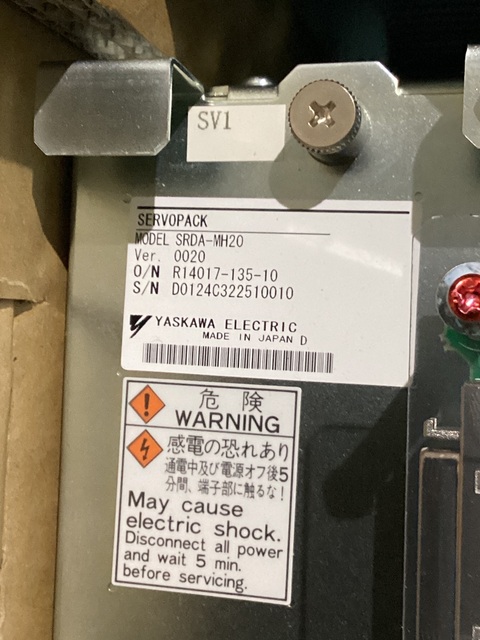 SV1
SERVOPACK
MODEL SRDA-MH20
Ver. 0020
O/N R14017-135-10
S/N D0124C322510010
YASKAWA ELECTRIC
MADE IN JAPAN D
危険
WARNING
感電の恐れあり
通電中及び電源オフ後5
分間、端子部に触るな!
May cause
electric shock.
Disconnect all power
and wait 5 min.
before servicing.